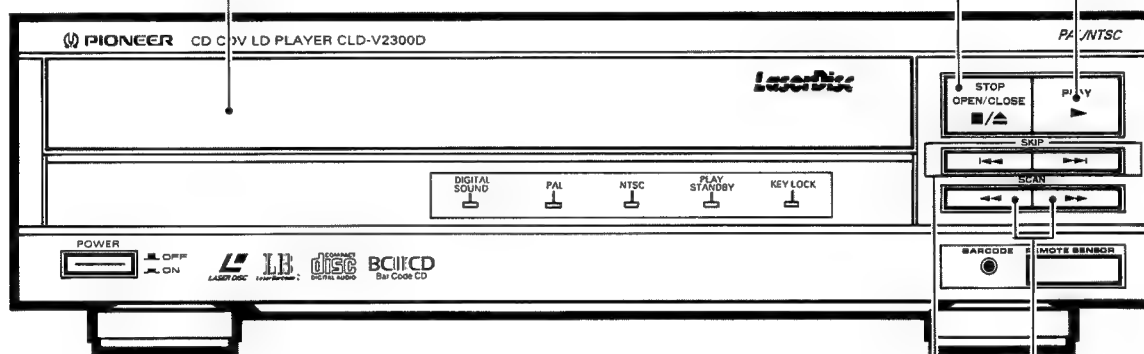 PIONEER CD CDV LD PLAYER CLD-V2300D
PAL/NTSC
LaserDisc
STOP
OPEN/CLOSE
PLAY
SKIP
SCAN
DIGITAL
SOUND
PAL
NTSC
PLAY
STANDBY
KEY LOCK
POWER
OFF
ON
LASER DISC
LB
COMPACT
disc
DIGITAL AUDIO
BCCD
Bar Code CD
BARCODE
REMOTE SENSOR